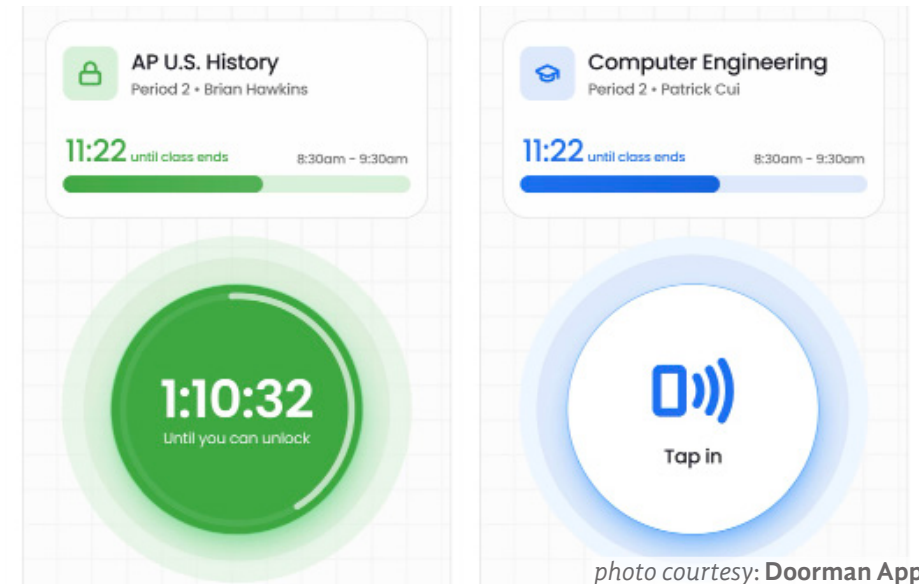 AP U.S. History
Period 2 • Brian Hawkins
11:22 until class ends
8:30am - 9:30am
1:10:32
Until you can unlock
Computer Engineering
Period 2 • Patrick Cui
11:22 until class ends
8:30am - 9:30am
Tap in
photo courtesy: Doorman App